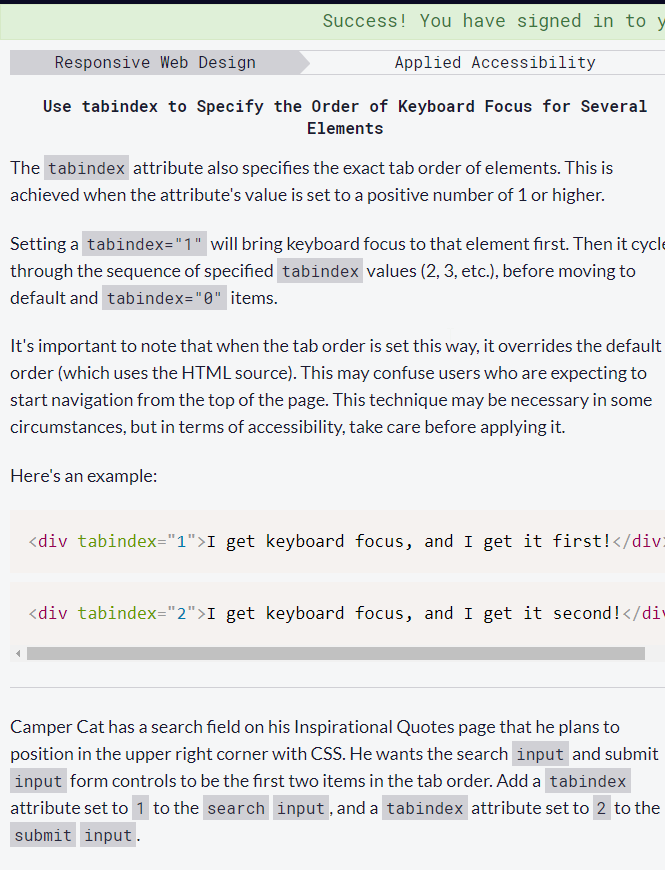 Success! You have signed in to y
Responsive Web Design
Applied Accessibility
Use tabindex to Specify the Order of Keyboard Focus for Several
Elements
The tabindex attribute also specifies the exact tab order of elements. This is
achieved when the attribute's value is set to a positive number of 1 or higher.
Setting a tabindex="1" will bring keyboard focus to that element first. Then it cycle
through the sequence of specified tabindex values (2, 3, etc.), before moving to
default and tabindex="0" items.
It's important to note that when the tab order is set this way, it overrides the default
order (which uses the HTML source). This may confuse users who are expecting to
start navigation from the top of the page. This technique may be necessary in some
circumstances, but in terms of accessibility, take care before applying it.
Here's an example:
<div tabindex="1">I get keyboard focus, and I get it first!</div>
<div tabindex="2">I get keyboard focus, and I get it second!</div
Camper Cat has a search field on his Inspirational Quotes page that he plans to
position in the upper right corner with CSS. He wants the search input and submit
input form controls to be the first two items in the tab order. Add a tabindex
attribute set to 1 to the search input, and a tabindex attribute set to 2 to the
submit input.